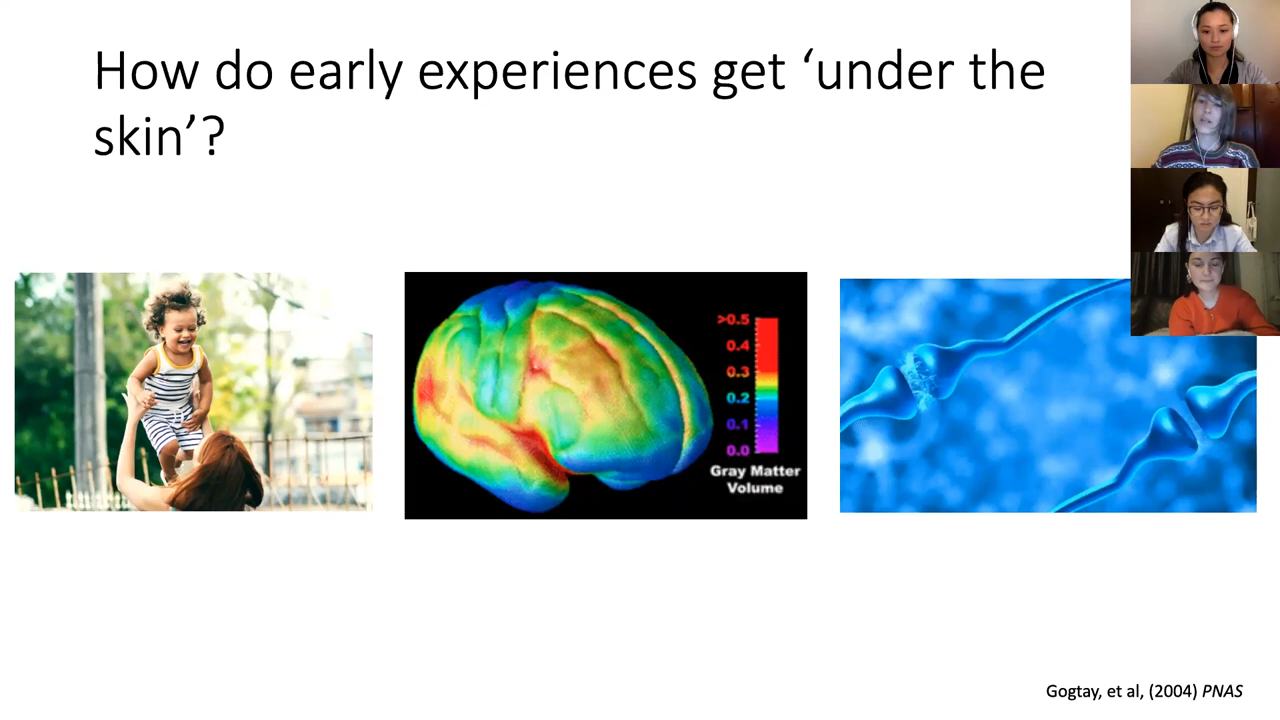 How do early experiences get ‘under the
skin’?
>0.5
0.4
0.3
0.2
0.1
0.0
Gray Matter
Volume
Gogtay, et al, (2004) PNAS